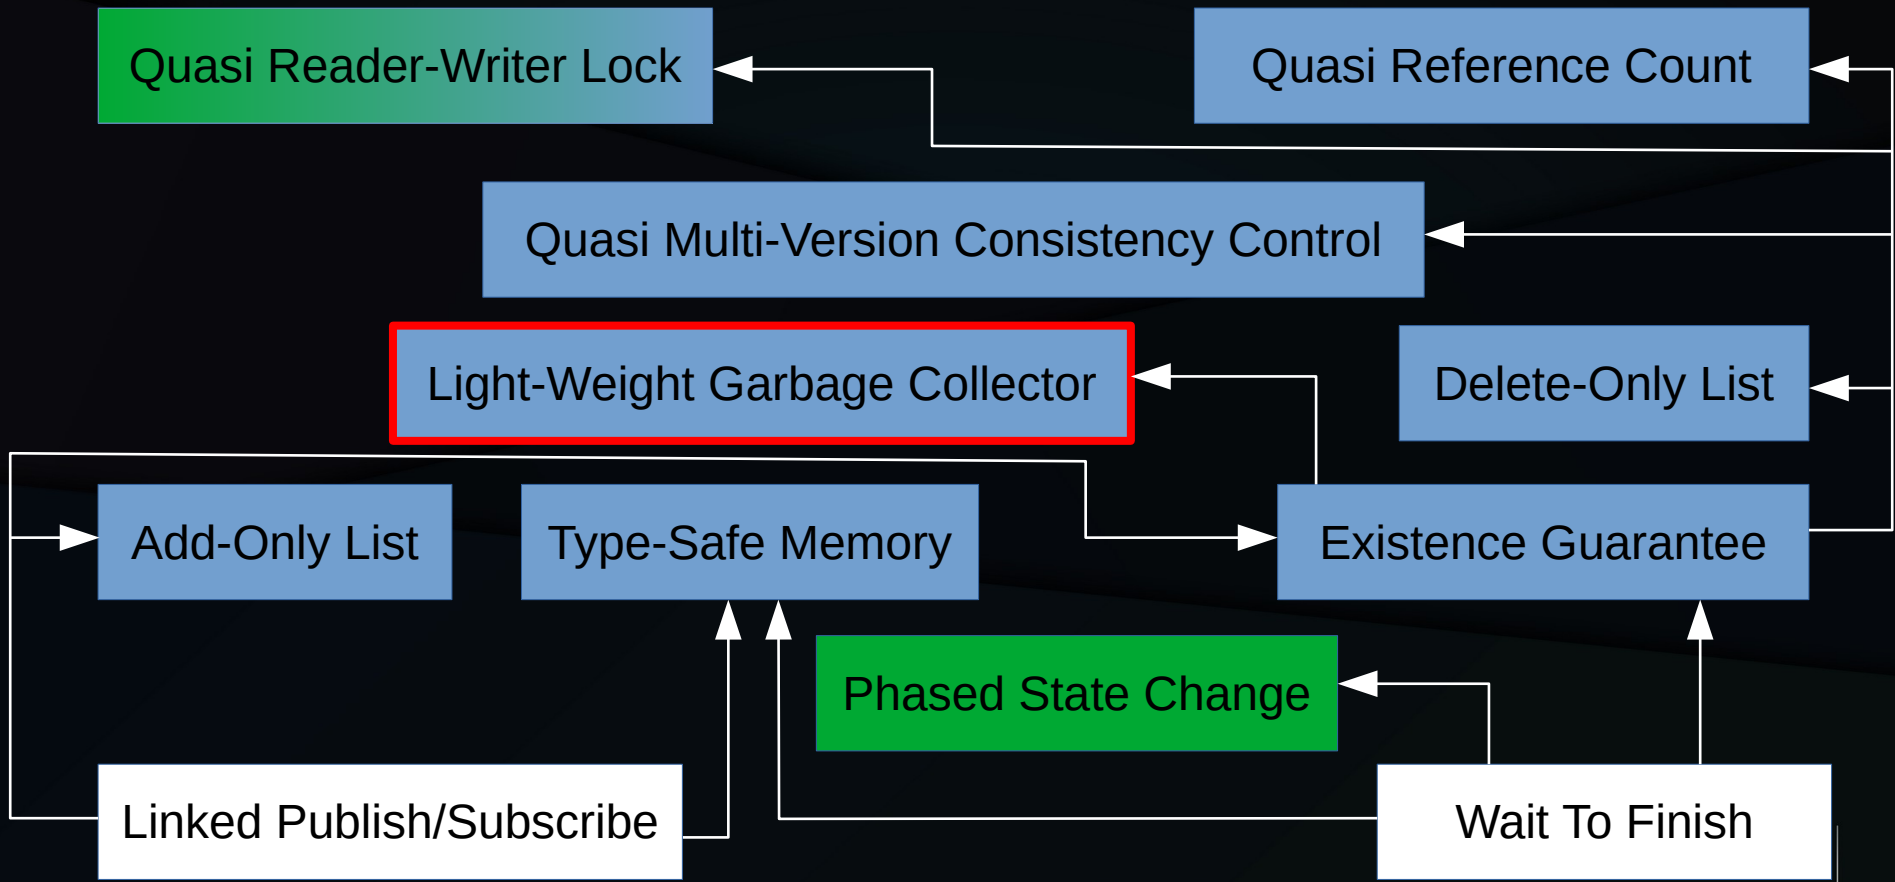 Quasi Reader-Writer Lock
Quasi Reference Count
Quasi Multi-Version Consistency Control
Light-Weight Garbage Collector
Delete-Only List
Add-Only List
Type-Safe Memory
Existence Guarantee
Phased State Change
Linked Publish/Subscribe
Wait To Finish